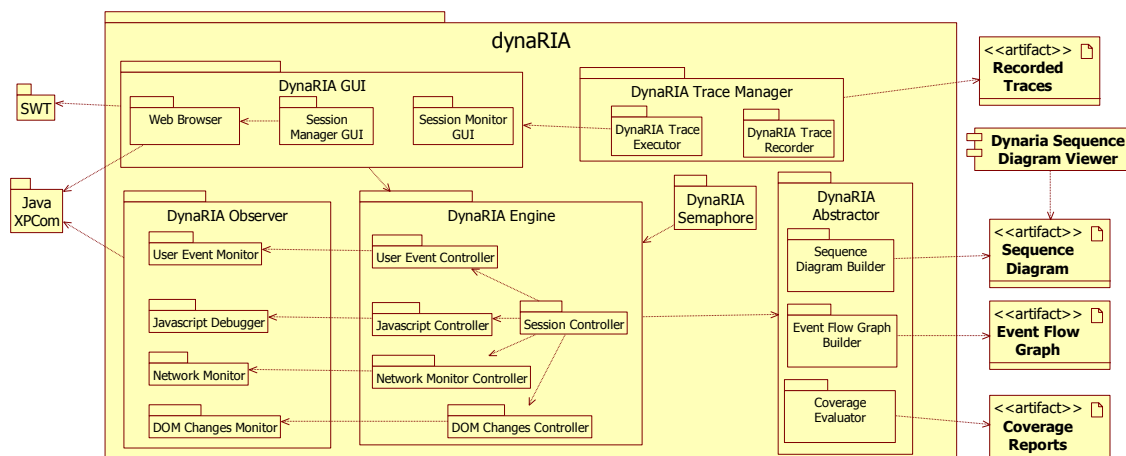 dynaRIA
DynaRIA GUI
Web Browser
Session
Manager GUI
Session Monitor
GUI
DynaRIA Trace Manager
DynaRIA Trace
Executor
DynaRIA Trace
Recorder
<<artifact>>
Recorded
Traces
SWT
Dynaria Sequence
Diagram Viewer
Java
XPCom
DynaRIA Observer
User Event Monitor
Javascript Debugger
Network Monitor
DOM Changes Monitor
DynaRIA Engine
User Event Controller
Javascript Controller
Session Controller
Network Monitor Controller
DOM Changes Controller
DynaRIA
Semaphore
DynaRIA
Abstractor
Sequence
Diagram Builder
Event Flow Graph
Builder
Coverage
Evaluator
<<artifact>>
Sequence
Diagram
<<artifact>>
Event Flow
Graph
<<artifact>>
Coverage
Reports